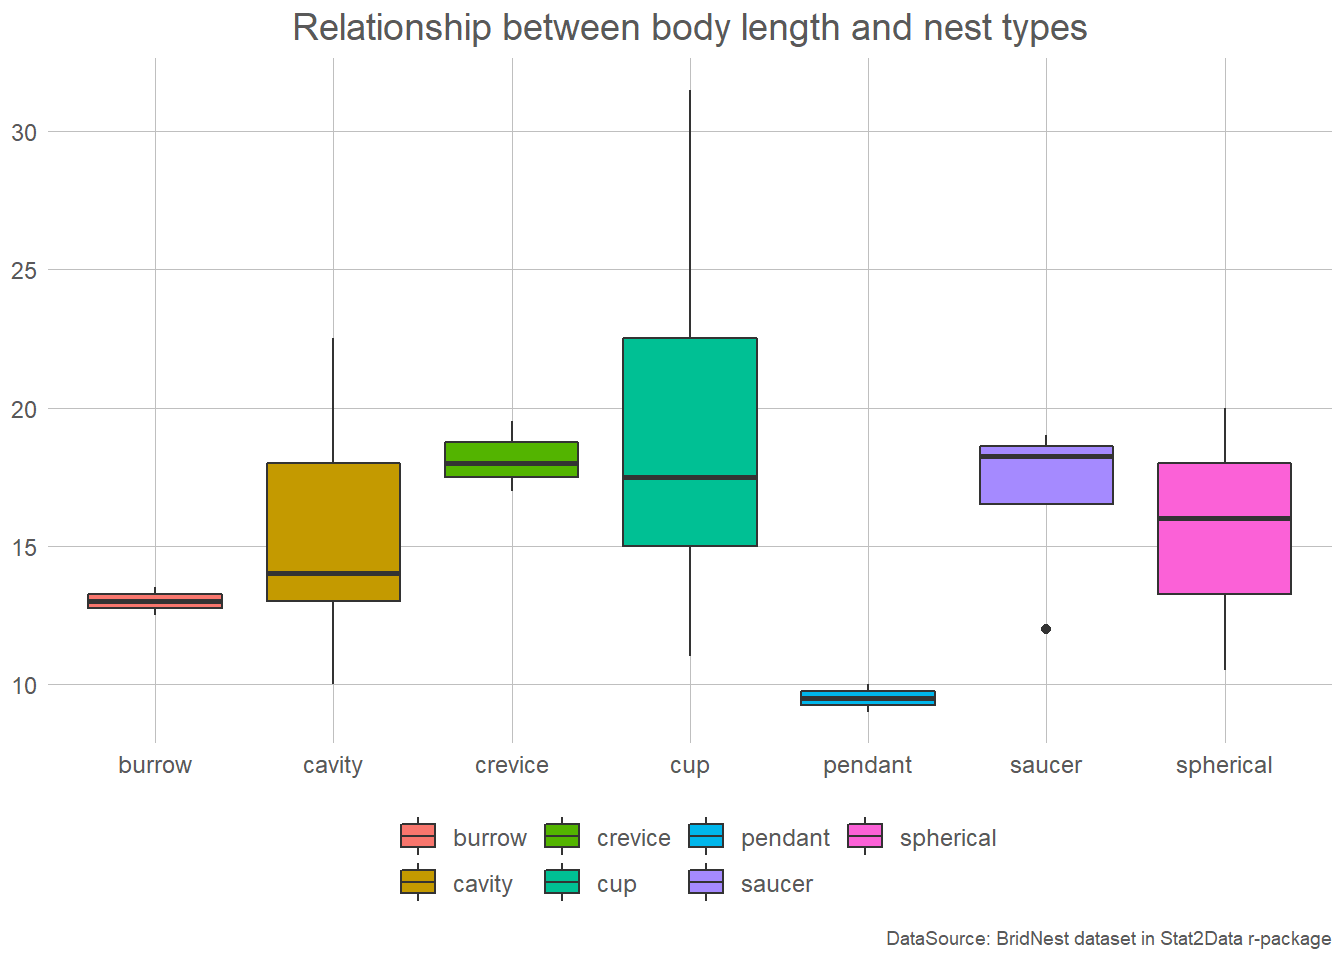 Relationship between body length and nest types
30
25
20
15
10
burrow cavity crevice cup pendant saucer spherical
burrow crevice pendant spherical
cavity cup saucer
DataSource: BridNest dataset in Stat2Data r-package